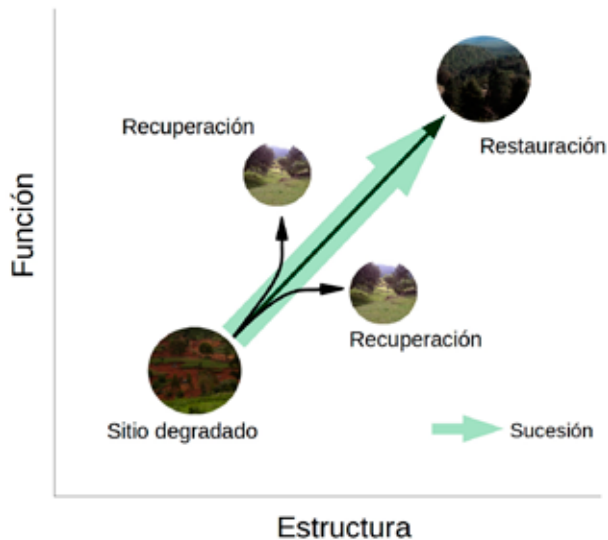 Recuperación
Restauración
Función
Recuperación
Sitio degradado
Sucesión
Estructura